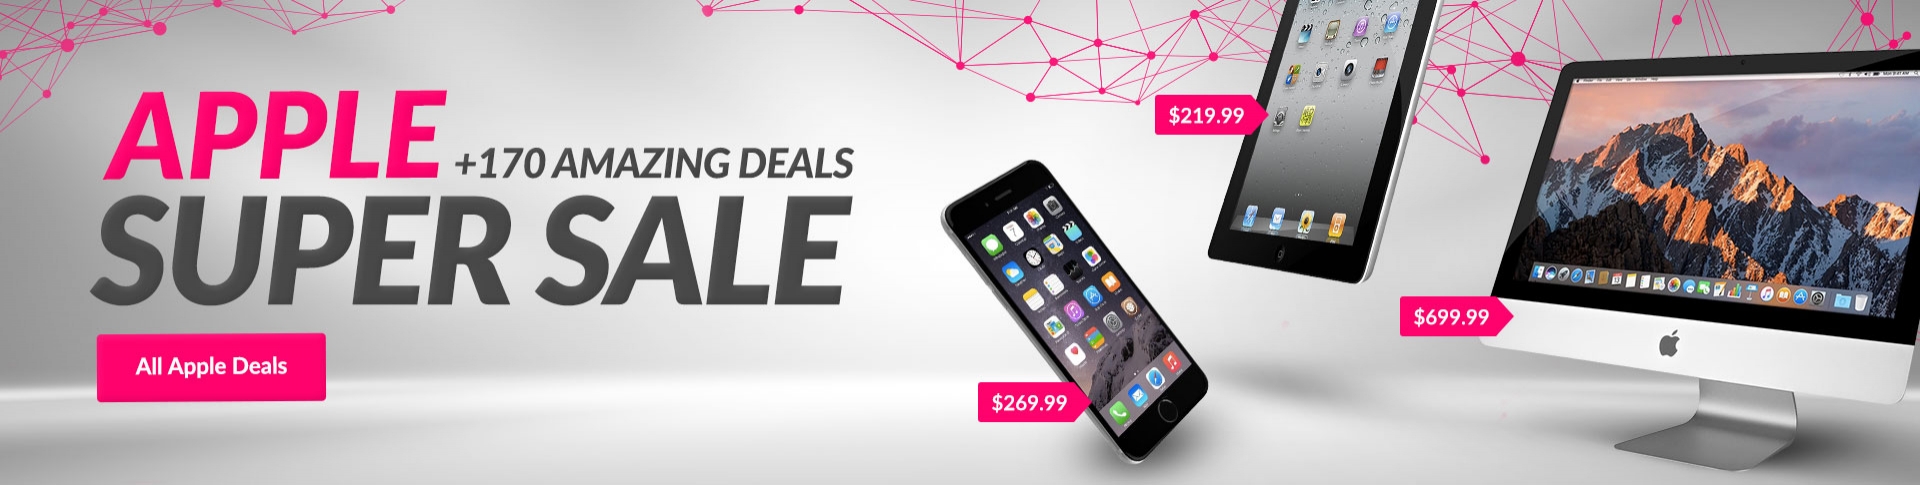 APPLE +170 AMAZING DEALS
SUPER SALE
All Apple Deals
$219.99
$699.99
$269.99